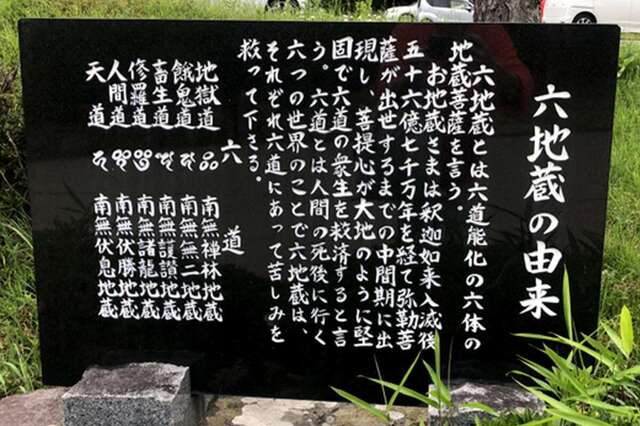 六地蔵の由来
六地蔵とは六道能化の六体の
地蔵菩薩を言う。
お地蔵さまは釈迦如来入滅後
五十六億七千万年を経て弥勒菩
薩が出世するまでの中間期に出
現し、菩提心が大地のように堅
固で六道の衆生を救済すると言
う。六道とは人間の死後に行く
六つの世界のことで六地蔵は、
それぞれ六道にあって苦しみを
救って下さる。
六道
地獄道 南無禅林地蔵
餓鬼道 南無無二地蔵
畜生道 南無護讃地蔵
修羅道 南無諸龍地蔵
人間道 南無伏勝地蔵
天道 南無伏息地蔵